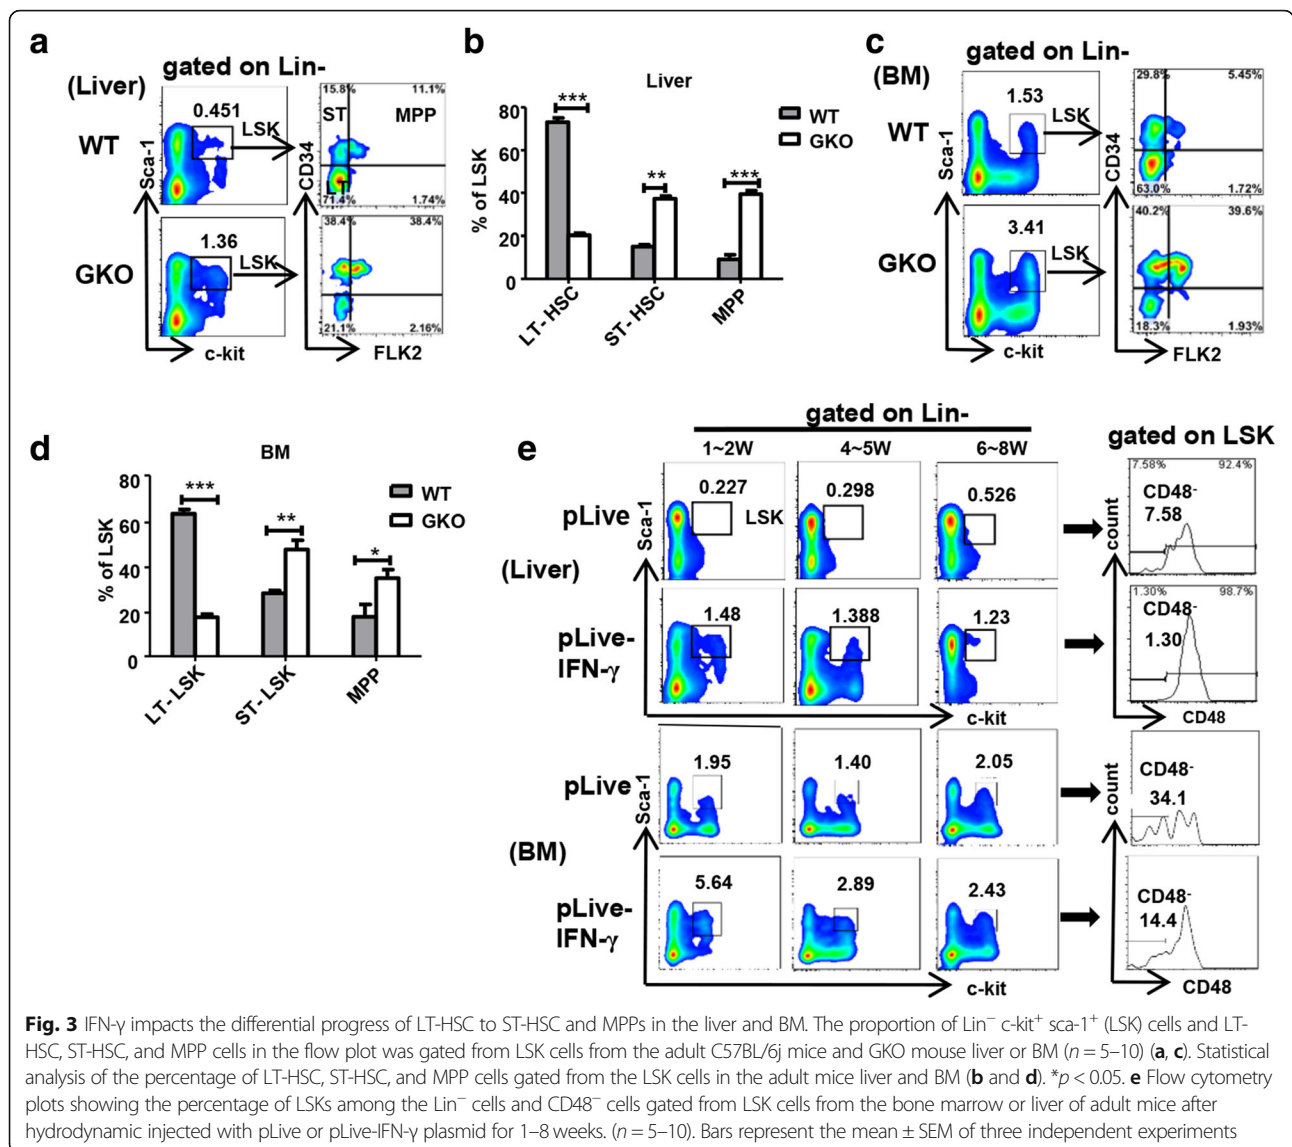 a
gated on Lin-
(Liver)
WT
0.451
LSK
Sca-1
15.8%
11.1%
ST
MPP
CD34
LT
71.4%
1.74%
GKO
1.36
LSK
38.4%
38.4%
21.1%
2.16%
c-kit
FLK2
b
Liver
WT
GKO
% of LSK
80
60
40
20
0
***
**
***
LT- HSC
ST- HSC
MPP
c
gated on Lin-
(BM)
WT
1.53
LSK
Sca-1
29.8%
5.45%
CD34
63.0%
1.72%
GKO
3.41
LSK
40.2%
39.6%
18.3%
1.93%
c-kit
FLK2
d
BM
WT
GKO
% of LSK
80
60
40
20
0
***
**
*
LT- LSK
ST- LSK
MPP
e
gated on Lin-
1~2W
4~5W
6~8W
gated on LSK
(Liver)
pLive
Sca-1
0.227
LSK
0.298
0.526
7.58%
92.4%
CD48-
7.58
count
pLive-
IFN-γ
1.48
1.388
1.23
1.30%
98.7%
CD48-
1.30
c-kit
CD48
(BM)
pLive
Sca-1
1.95
1.40
2.05
CD48-
34.1
count
pLive-
IFN-γ
5.64
2.89
2.43
CD48-
14.4
c-kit
CD48
Fig. 3 IFN-γ impacts the differential progress of LT-HSC to ST-HSC and MPPs in the liver and BM. The proportion of Lin⁻ c-kit⁺ sca-1⁺ (LSK) cells and LT-
HSC, ST-HSC, and MPP cells in the flow plot was gated from LSK cells from the adult C57BL/6j mice and GKO mouse liver or BM (n = 5–10) (a, c). Statistical
analysis of the percentage of LT-HSC, ST-HSC, and MPP cells gated from the LSK cells in the adult mice liver and BM (b and d). *p < 0.05. e Flow cytometry
plots showing the percentage of LSKs among the Lin⁻ cells and CD48⁻ cells gated from LSK cells from the bone marrow or liver of adult mice after
hydrodynamic injected with pLive or pLive-IFN-γ plasmid for 1–8 weeks. (n = 5–10). Bars represent the mean ± SEM of three independent experiments